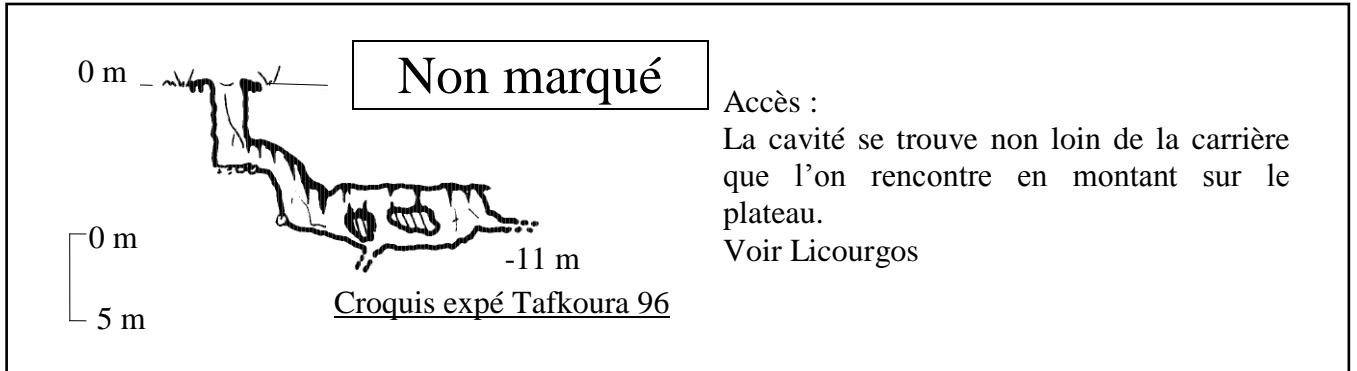 0 m
Non marqué
Accès :
La cavité se trouve non loin de la carrière
que l’on rencontre en montant sur le
plateau.
Voir Licourgos
0 m
5 m
-11 m
Croquis expé Tafkoura 96